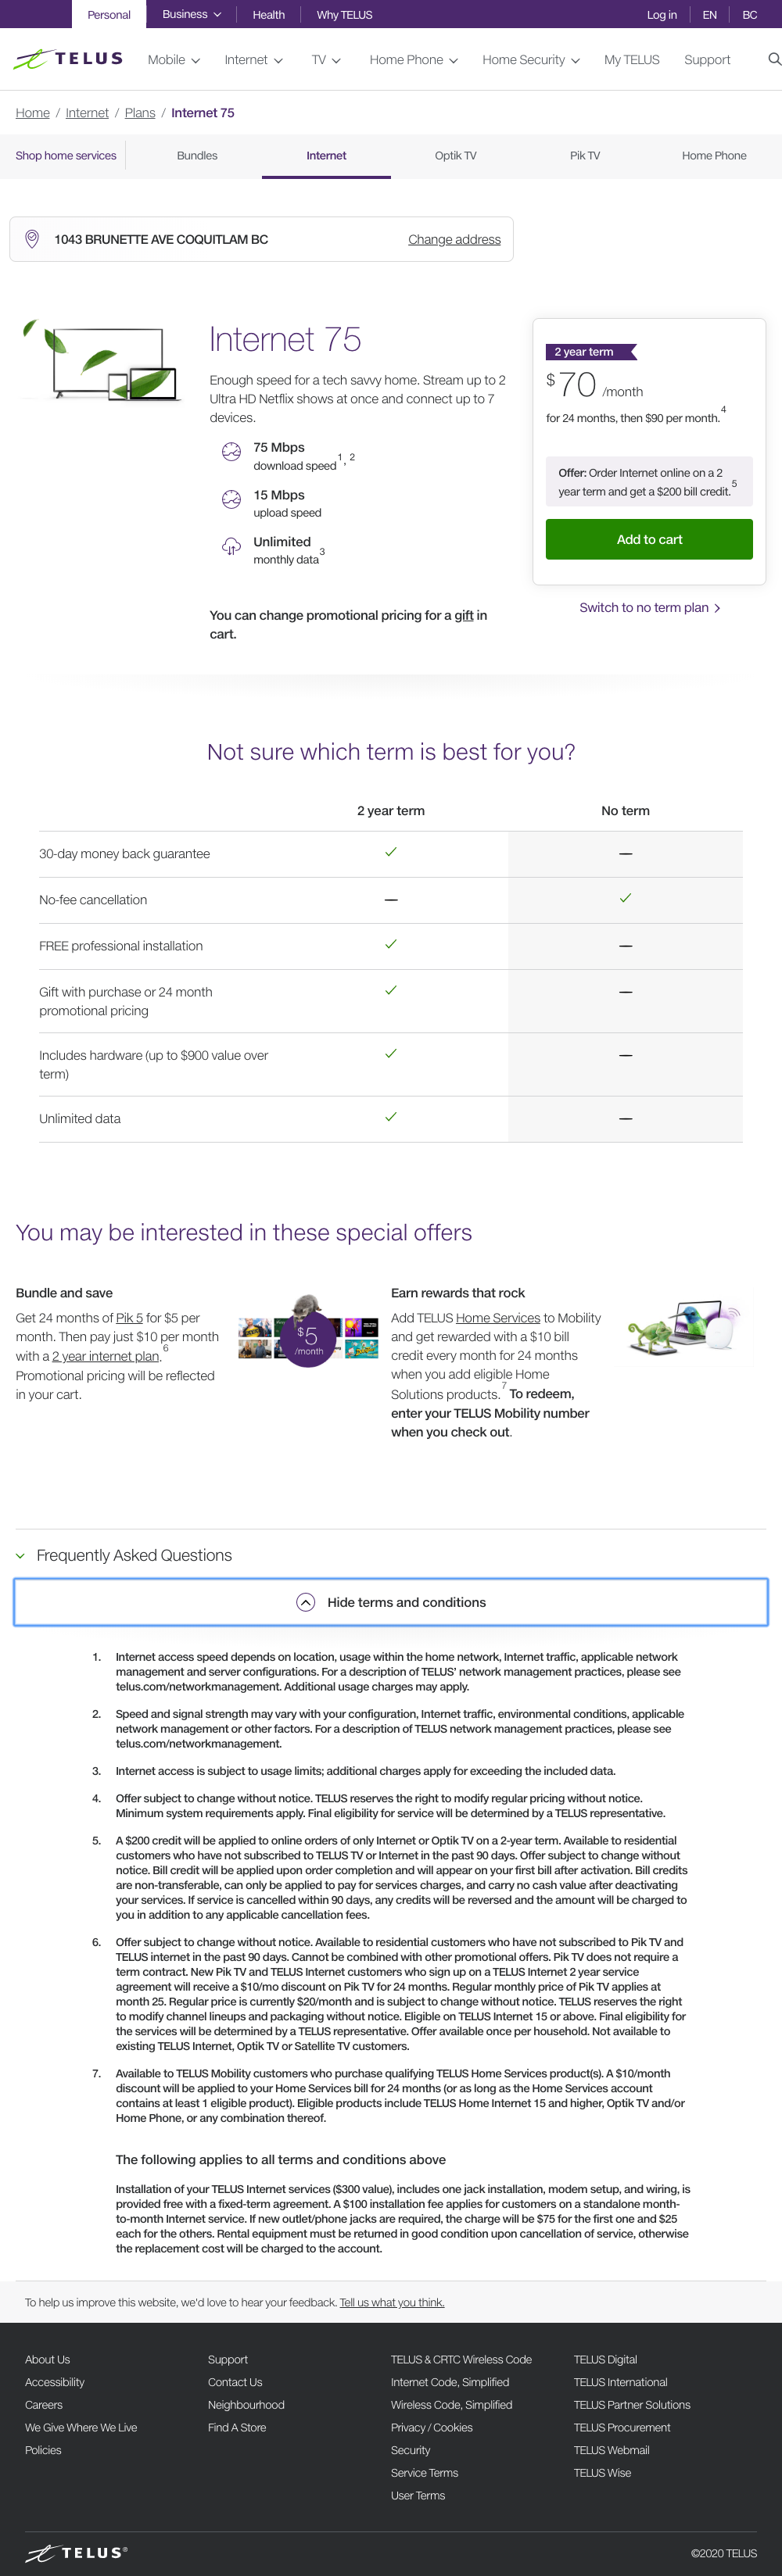 Personal Business Health Why TELUS Log in EN BC
TELUS Mobile Internet TV Home Phone Home Security My TELUS Support
Home / Internet / Plans / Internet 75
Shop home services Bundles Internet Optik TV Pik TV Home Phone
1043 BRUNETTE AVE COQUITLAM BC Change address
Internet 75
Enough speed for a tech savvy home. Stream up to 2
Ultra HD Netflix shows at once and connect up to 7
devices.
75 Mbps
download speed1, 2
15 Mbps
upload speed
Unlimited
monthly data3
You can change promotional pricing for a gift in
cart.
2 year term
$70 /month
for 24 months, then $90 per month.4
Offer: Order Internet online on a 2
year term and get a $200 bill credit.5
Add to cart
Switch to no term plan
Not sure which term is best for you?
2 year term No term
30-day money back guarantee
No-fee cancellation
FREE professional installation
Gift with purchase or 24 month
promotional pricing
Includes hardware (up to $900 value over
term)
Unlimited data
You may be interested in these special offers
Bundle and save
Get 24 months of Pik 5 for $5 per
month. Then pay just $10 per month
with a 2 year internet plan.6
Promotional pricing will be reflected
in your cart.
$5
/month
Earn rewards that rock
Add TELUS Home Services to Mobility
and get rewarded with a $10 bill
credit every month for 24 months
when you add eligible Home
Solutions products.7 To redeem,
enter your TELUS Mobility number
when you check out.
Frequently Asked Questions
Hide terms and conditions
1. Internet access speed depends on location, usage within the home network, Internet traffic, applicable network
management and server configurations. For a description of TELUS' network management practices, please see
telus.com/networkmanagement. Additional usage charges may apply.
2. Speed and signal strength may vary with your configuration, Internet traffic, environmental conditions, applicable
network management or other factors. For a description of TELUS network management practices, please see
telus.com/networkmanagement.
3. Internet access is subject to usage limits; additional charges apply for exceeding the included data.
4. Offer subject to change without notice. TELUS reserves the right to modify regular pricing without notice.
Minimum system requirements apply. Final eligibility for service will be determined by a TELUS representative.
5. A $200 credit will be applied to online orders of only Internet or Optik TV on a 2-year term. Available to residential
customers who have not subscribed to TELUS TV or Internet in the past 90 days. Offer subject to change without
notice. Bill credit will be applied upon order completion and will appear on your first bill after activation. Bill credits
are non-transferable, can only be applied to pay for services charges, and carry no cash value after deactivating
your services. If service is cancelled within 90 days, any credits will be reversed and the amount will be charged to
you in addition to any applicable cancellation fees.
6. Offer subject to change without notice. Available to residential customers who have not subscribed to Pik TV and
TELUS internet in the past 90 days. Cannot be combined with other promotional offers. Pik TV does not require a
term contract. New Pik TV and TELUS Internet customers who sign up on a TELUS Internet 2 year service
agreement will receive a $10/mo discount on Pik TV for 24 months. Regular monthly price of Pik TV applies at
month 25. Regular price is currently $20/month and is subject to change without notice. TELUS reserves the right
to modify channel lineups and packaging without notice. Eligible on TELUS Internet 15 or above. Final eligibility for
the services will be determined by a TELUS representative. Offer available once per household. Not available to
existing TELUS Internet, Optik TV or Satellite TV customers.
7. Available to TELUS Mobility customers who purchase qualifying TELUS Home Services product(s). A $10/month
discount will be applied to your Home Services bill for 24 months (or as long as the Home Services account
contains at least 1 eligible product). Eligible products include TELUS Home Internet 15 and higher, Optik TV and/or
Home Phone, or any combination thereof.
The following applies to all terms and conditions above
Installation of your TELUS Internet services ($300 value), includes one jack installation, modem setup, and wiring, is
provided free with a fixed-term agreement. A $100 installation fee applies for customers on a standalone month-
to-month Internet service. If new outlet/phone jacks are required, the charge will be $75 for the first one and $25
each for the others. Rental equipment must be returned in good condition upon cancellation of service, otherwise
the replacement cost will be charged to the account.
To help us improve this website, we'd love to hear your feedback. Tell us what you think.
About Us Support TELUS & CRTC Wireless Code TELUS Digital
Accessibility Contact Us Internet Code, Simplified TELUS International
Careers Neighbourhood Wireless Code, Simplified TELUS Partner Solutions
We Give Where We Live Find A Store Privacy / Cookies TELUS Procurement
Policies Security TELUS Webmail
Service Terms TELUS Wise
User Terms
TELUS® ©2020 TELUS